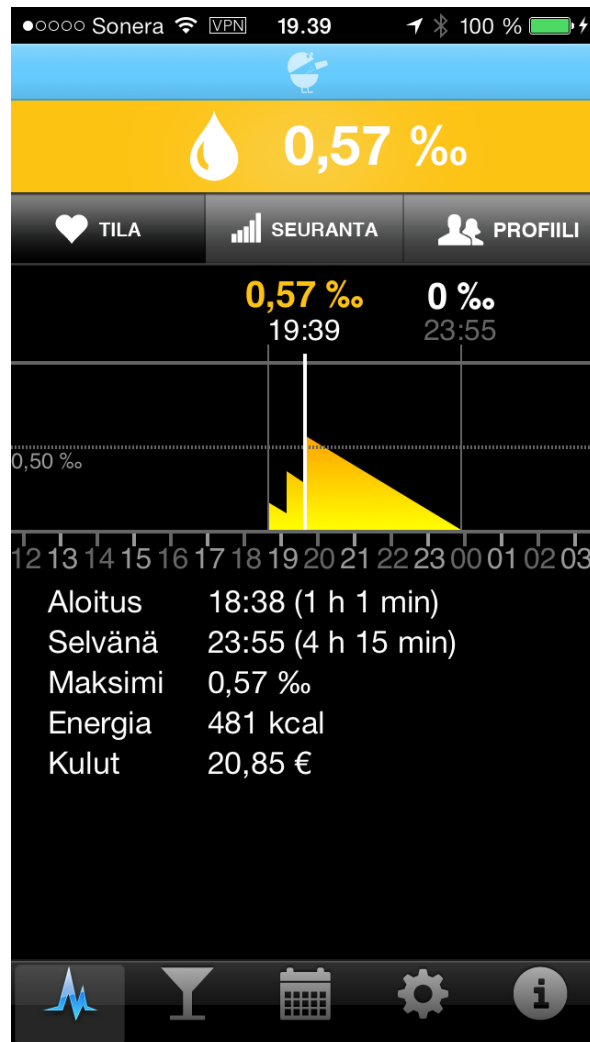 Sonera VPN 19.39 100 %
0,57 ‰
TILA SEURANTA PROFIILI
0,57 ‰ 0 ‰
19:39 23:55
0,50 ‰
12 13 14 15 16 17 18 19 20 21 22 23 00 01 02 03
Aloitus 18:38 (1 h 1 min)
Selvänä 23:55 (4 h 15 min)
Maksimi 0,57 ‰
Energia 481 kcal
Kulut 20,85 €